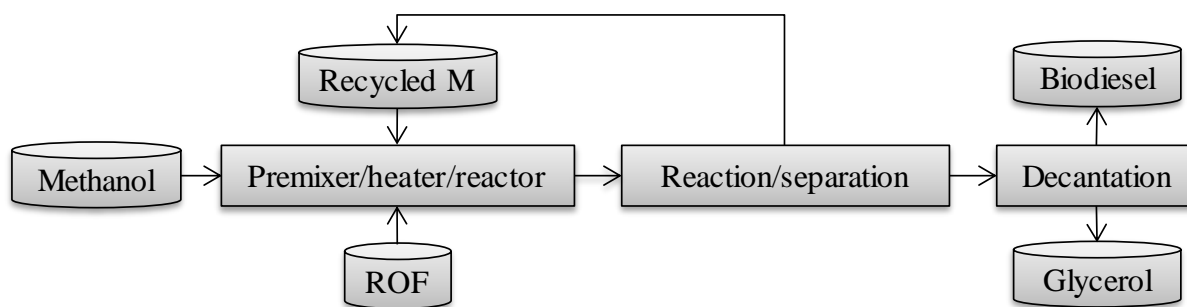 Recycled M
Biodiesel
Methanol
Premixer/heater/reactor
Reaction/separation
Decantation
ROF
Glycerol